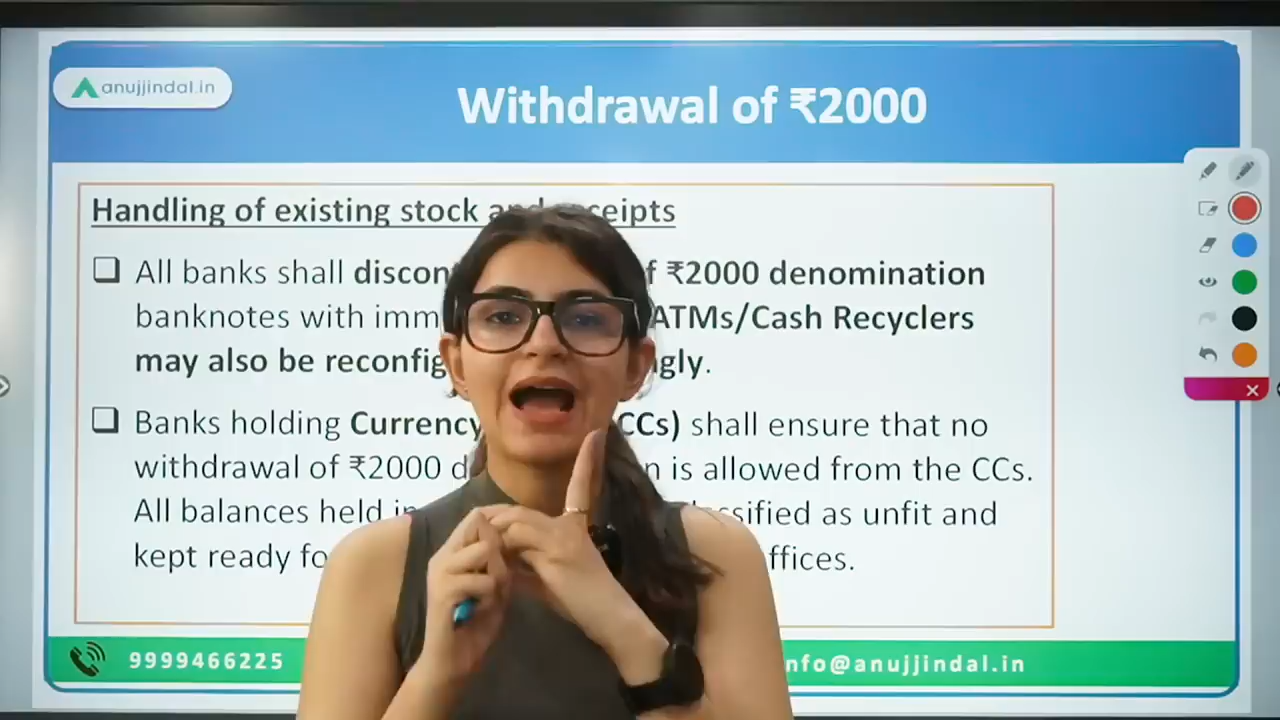 anujjindal.in
Withdrawal of ₹2000
Handling of existing stock and receipts
All banks shall discon f ₹2000 denomination
banknotes with imm ATMs/Cash Recyclers
may also be reconfig ngly.
Banks holding Currency CCs) shall ensure that no
withdrawal of ₹2000 d n is allowed from the CCs.
All balances held in ssified as unfit and
kept ready fo ffices.
9999466225
nfo@anujjindal.in